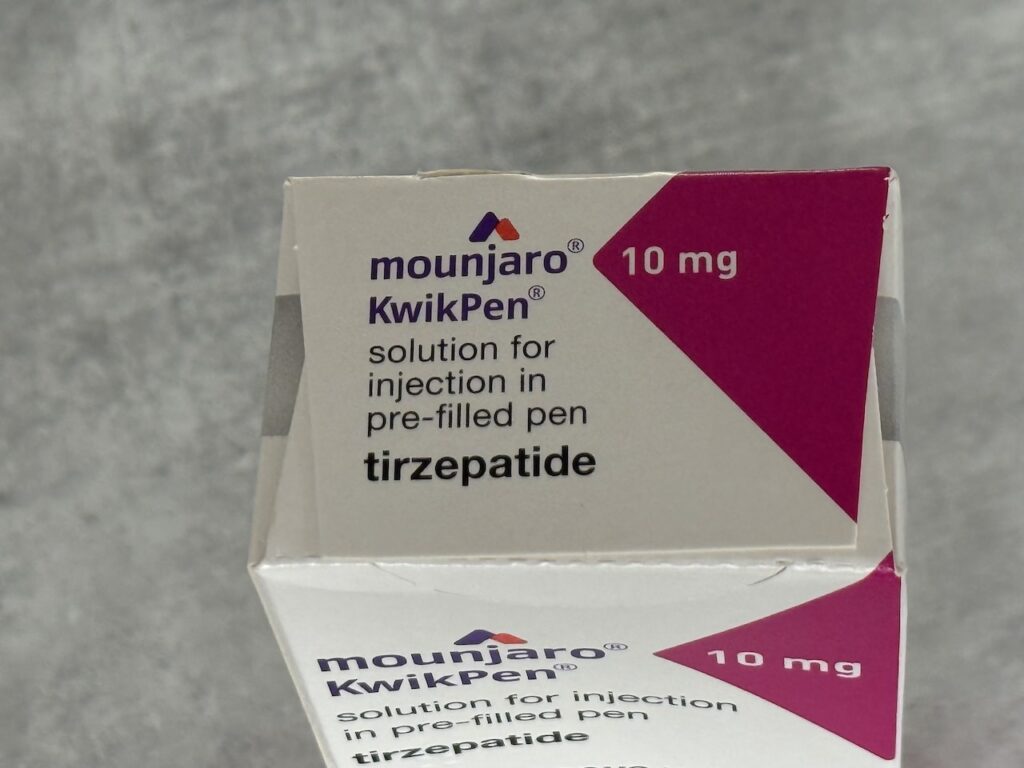 mounjaro®
KwikPen®
10 mg
solution for
injection in
pre-filled pen
tirzepatide
mounjaro®
KwikPen®
10 mg
solution for injection
in pre-filled pen
tirzepatide